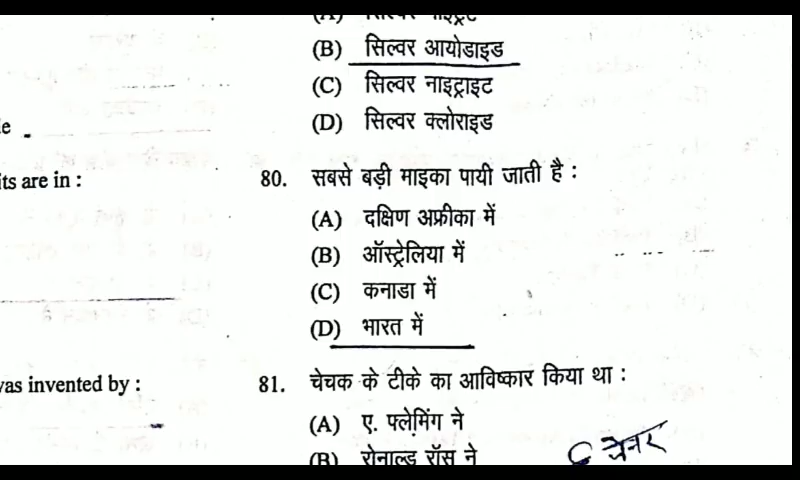 (B) सिल्वर आयोडाइड
(C) सिल्वर नाइट्राइट
(D) सिल्वर क्लोराइड
its are in :
80. सबसे बड़ी माइका पायी जाती है :
(A) दक्षिण अफ्रीका में
(B) ऑस्ट्रेलिया में
(C) कनाडा में
(D) भारत में
was invented by :
81. चेचक के टीके का आविष्कार किया था :
(A) ए. फ्लेमिंग ने
(B) रोनाल्ड रॉस ने